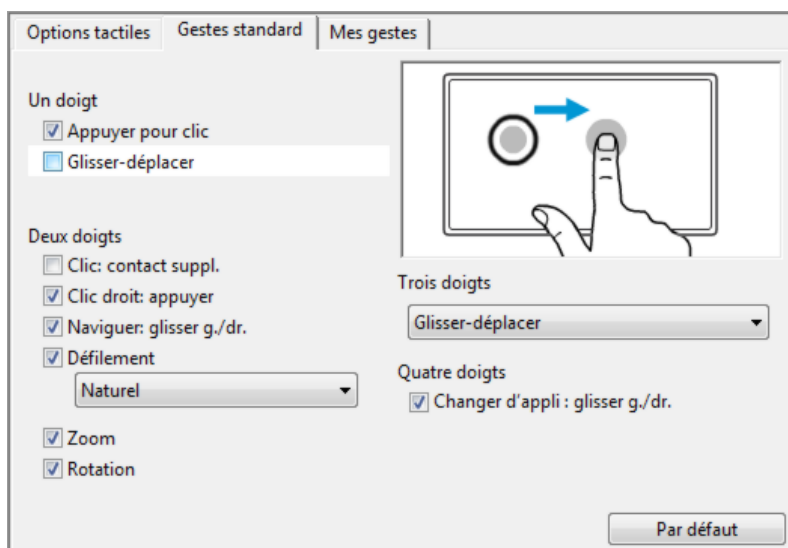 Options tactiles
Gestes standard
Mes gestes
Un doigt
Appuyer pour clic
Glisser-déplacer
Deux doigts
Clic: contact suppl.
Clic droit: appuyer
Naviguer: glisser g./dr.
Défilement
Naturel
Zoom
Rotation
Trois doigts
Glisser-déplacer
Quatre doigts
Changer d'appli : glisser g./dr.
Par défaut